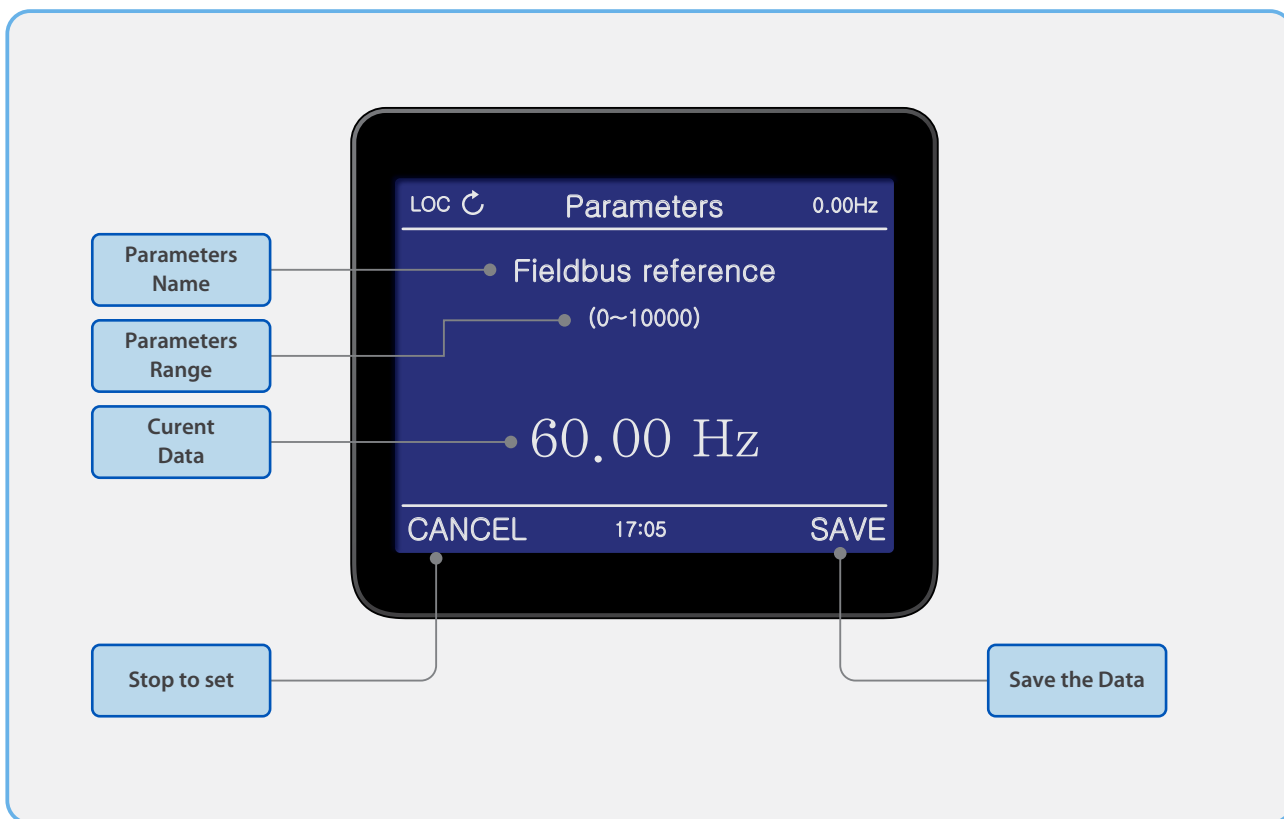 LOC Parameters 0.00Hz
Parameters
Name
Fieldbus reference
Parameters
Range
(0~10000)
Curent
Data
60.00 Hz
CANCEL 17:05 SAVE
Stop to set
Save the Data